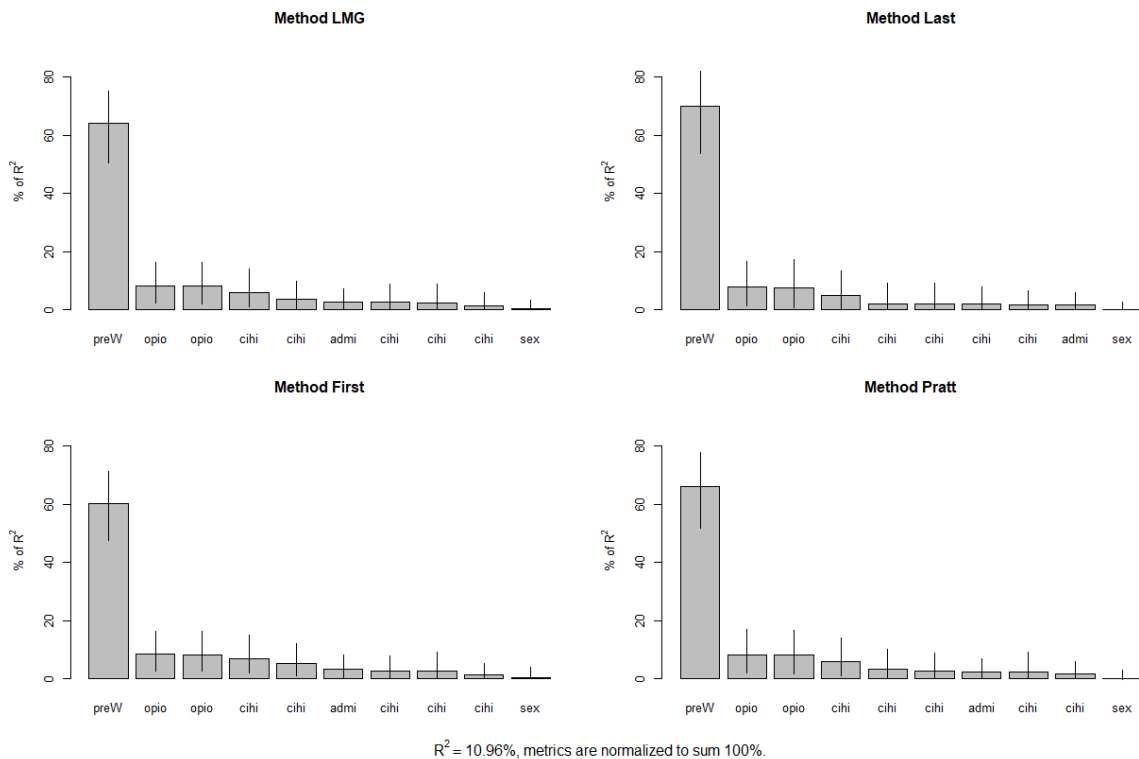 Method LMG
80
60
40
20
0
% of R²
preW opio opio cihi cihi admi cihi cihi cihi sex
Method Last
80
60
40
20
0
% of R²
preW opio opio cihi cihi cihi cihi cihi admi sex
Method First
80
60
40
20
0
% of R²
preW opio opio cihi cihi admi cihi cihi cihi sex
Method Pratt
80
60
40
20
0
% of R²
preW opio opio cihi cihi cihi admi cihi cihi sex
R² = 10.96%, metrics are normalized to sum 100%.